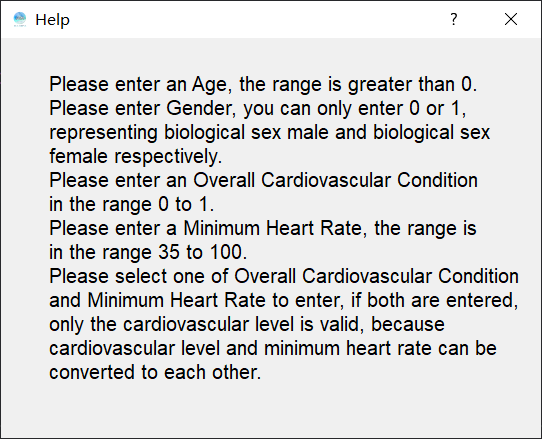 Help
?
Please enter an Age, the range is greater than 0.
Please enter Gender, you can only enter 0 or 1,
representing biological sex male and biological sex
female respectively.
Please enter an Overall Cardiovascular Condition
in the range 0 to 1.
Please enter a Minimum Heart Rate, the range is
in the range 35 to 100.
Please select one of Overall Cardiovascular Condition
and Minimum Heart Rate to enter, if both are entered,
only the cardiovascular level is valid, because
cardiovascular level and minimum heart rate can be
converted to each other.